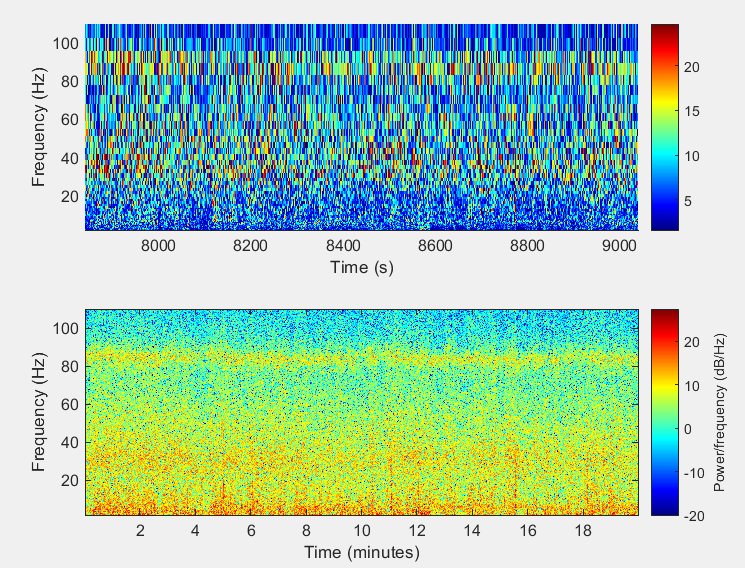 100
80
60
40
20
Frequency (Hz)
8000 8200 8400 8600 8800 9000
Time (s)
20
15
10
5
100
80
60
40
20
Frequency (Hz)
2 4 6 8 10 12 14 16 18
Time (minutes)
20
10
0
-10
-20
Power/frequency (dB/Hz)